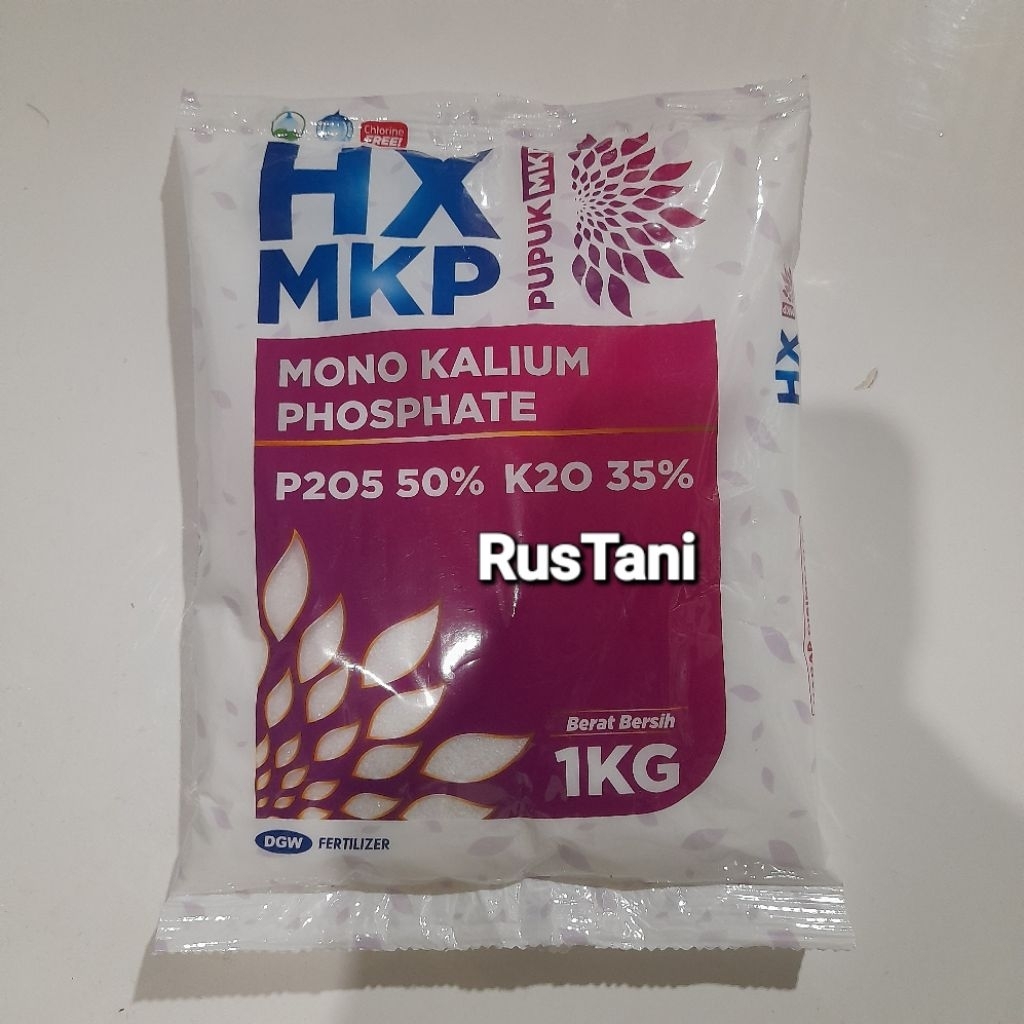 Chlorine
FREE!
HX
MKP
PUPUK MKP
MONO KALIUM
PHOSPHATE
P2O5 50% K2O 35%
RusTani
Berat Bersih
1KG
DGW FERTILIZER
HX